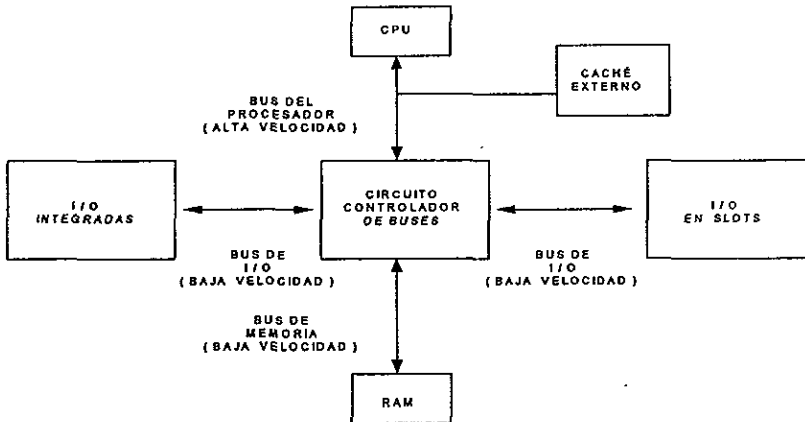 CPU
CACHÉ
EXTERNO
BUS DEL
PROCESADOR
(ALTA VELOCIDAD)
I/O
INTEGRADAS
CIRCUITO
CONTROLADOR
DE BUSES
I/O
EN SLOTS
BUS DE
I/O
(BAJA VELOCIDAD)
BUS DE
I/O
(BAJA VELOCIDAD)
BUS DE
MEMORIA
(BAJA VELOCIDAD)
RAM